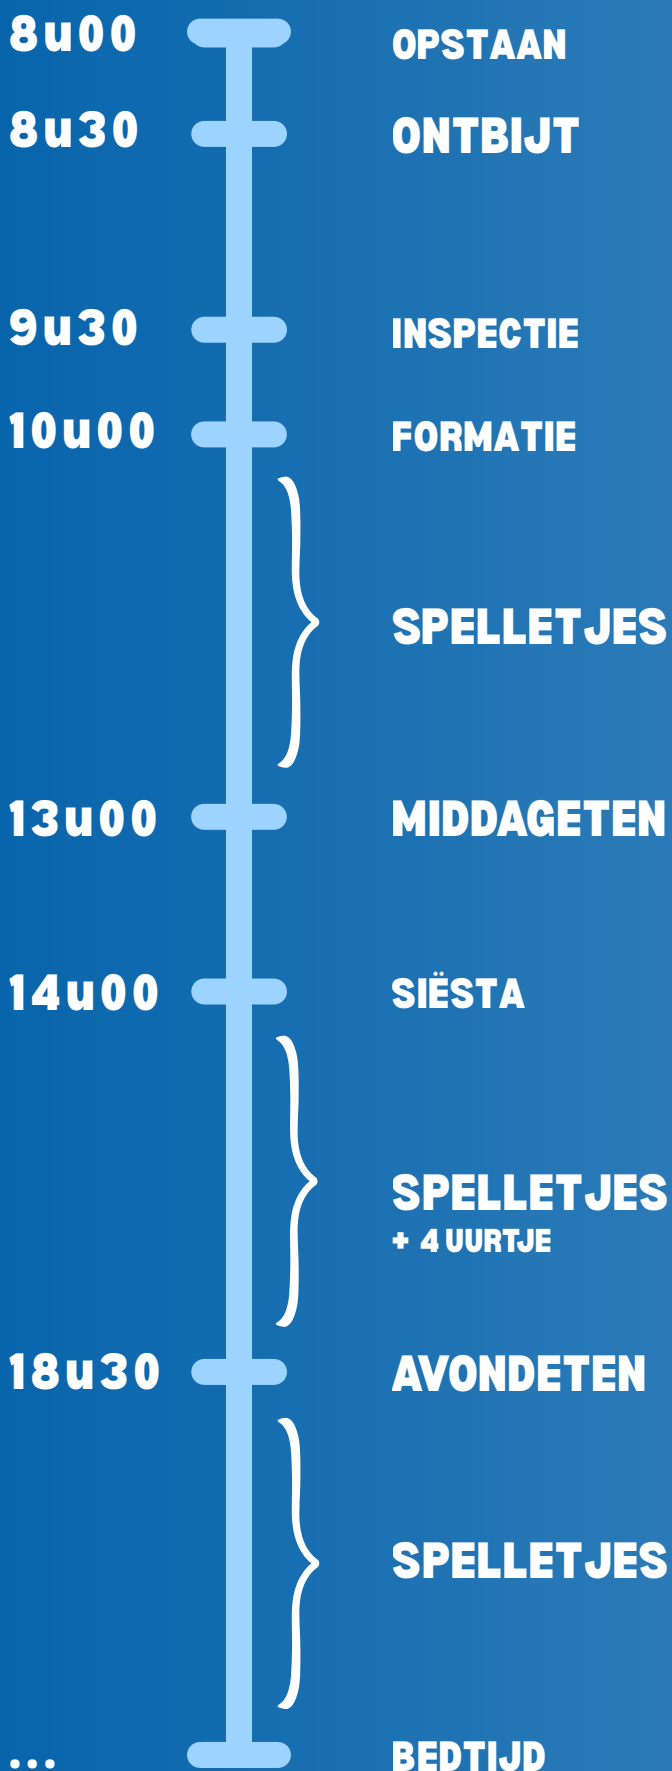 8u00 OPSTAAN
8u30 ONTBIJT
9u30 INSPECTIE
10u00 FORMATIE
SPELLETJES
13u00 MIDDAGETEN
14u00 SIËSTA
SPELLETJES
+ 4 UURTJE
18u30 AVONDETEN
SPELLETJES
... BEDTIJD